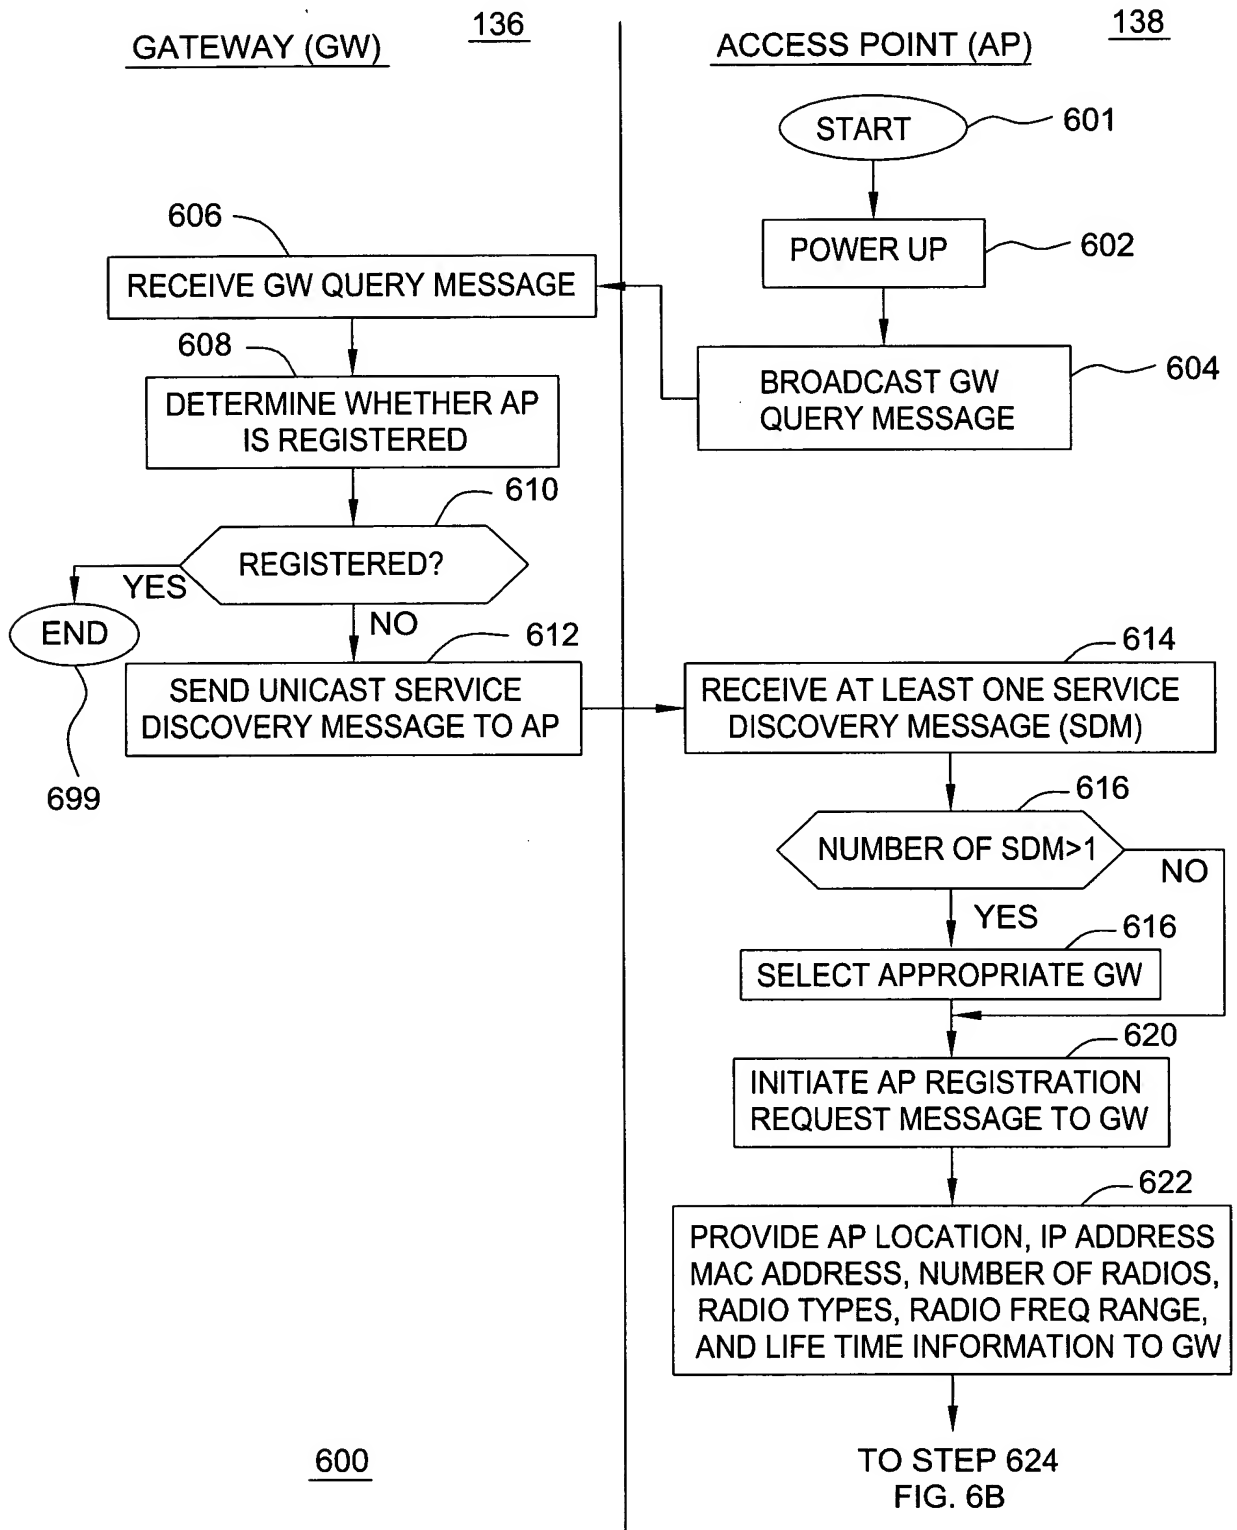 GATEWAY (GW)
136
ACCESS POINT (AP)
138
START
601
POWER UP
602
606
RECEIVE GW QUERY MESSAGE
BROADCAST GW
QUERY MESSAGE
604
608
DETERMINE WHETHER AP
IS REGISTERED
610
REGISTERED?
YES
END
699
NO
612
SEND UNICAST SERVICE
DISCOVERY MESSAGE TO AP
614
RECEIVE AT LEAST ONE SERVICE
DISCOVERY MESSAGE (SDM)
616
NUMBER OF SDM>1
NO
YES
616
SELECT APPROPRIATE GW
620
INITIATE AP REGISTRATION
REQUEST MESSAGE TO GW
622
PROVIDE AP LOCATION, IP ADDRESS
MAC ADDRESS, NUMBER OF RADIOS,
RADIO TYPES, RADIO FREQ RANGE,
AND LIFE TIME INFORMATION TO GW
600
TO STEP 624
FIG. 6B